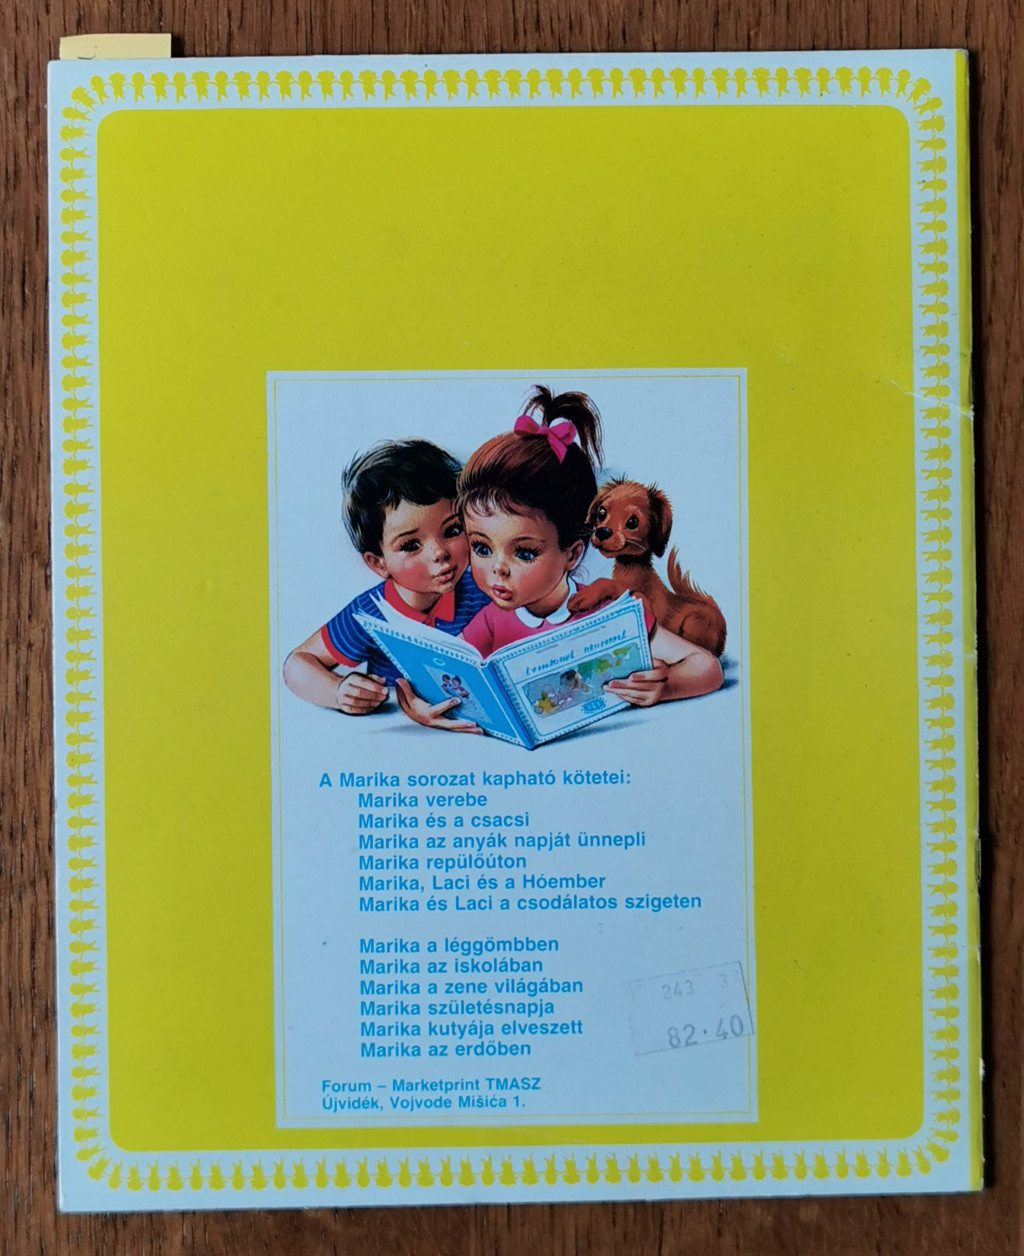 A Marika sorozat kapható kötetei:
Marika verebe
Marika és a csacsi
Marika az anyák napját ünnepli
Marika repülőúton
Marika, Laci és a Hóember
Marika és Laci a csodálatos szigeten
Marika a léggömbben
Marika az iskolában
Marika a zene világában
Marika születésnapja
Marika kutyája elveszett
Marika az erdőben
243 3
82·40
Forum – Marketprint TMASZ
Újvidék, Vojvode Mišića 1.